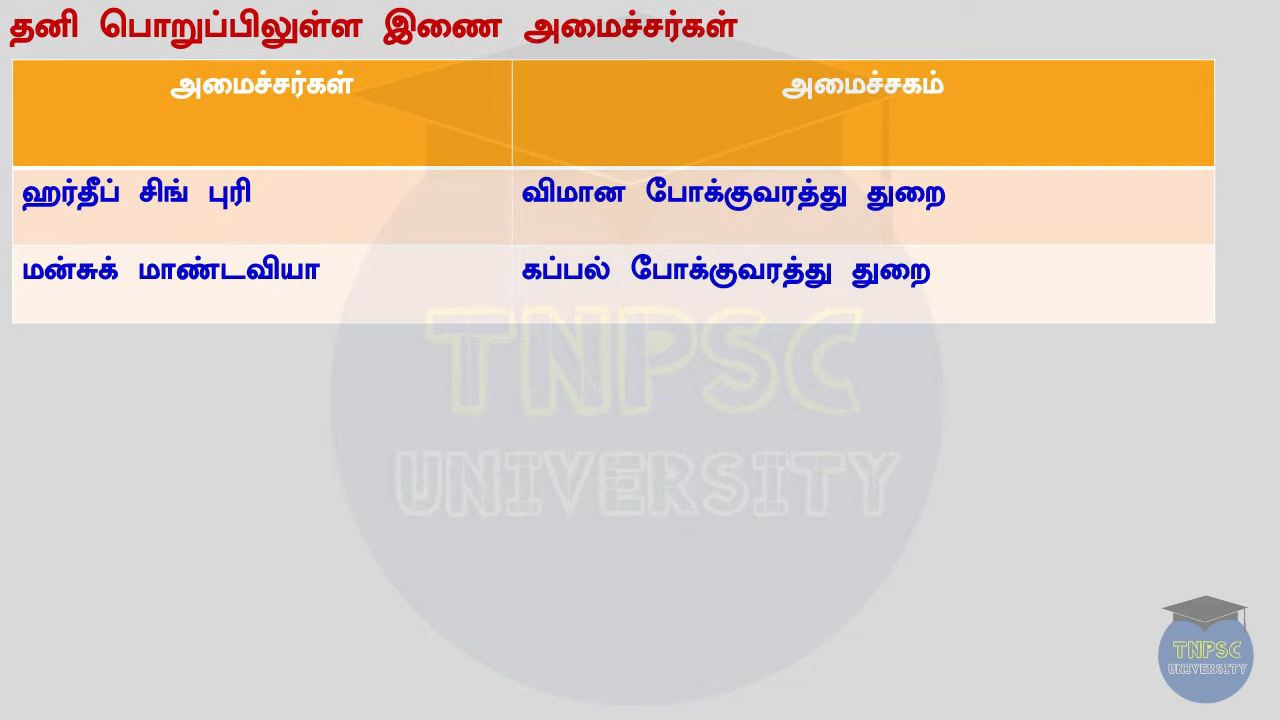 தனி பொறுப்பிலுள்ள இணை அமைச்சர்கள்
அமைச்சர்கள் அமைச்சகம்
ஹர்தீப் சிங் புரி விமான போக்குவரத்து துறை
மன்சுக் மாண்டவியா கப்பல் போக்குவரத்து துறை
TNPSC
UNIVERSITY
TNPSC
UNIVERSITY